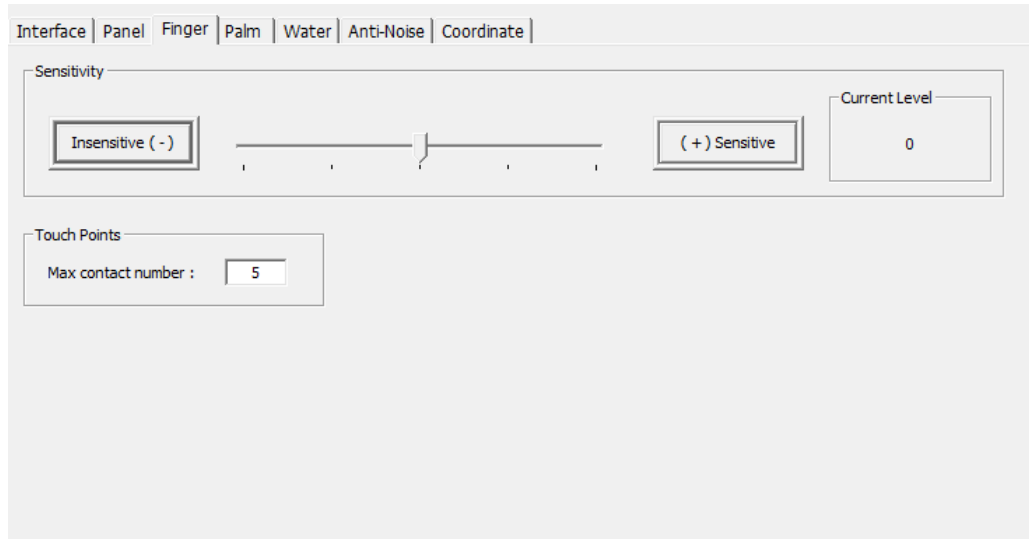 Interface Panel Finger Palm Water Anti-Noise Coordinate
Sensitivity
Current Level
Insensitive ( - )
( + ) Sensitive
0
Touch Points
Max contact number : 5